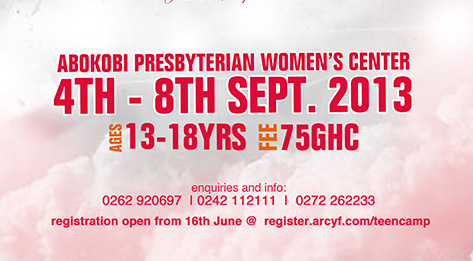 ABOKOBI PRESBYTERIAN WOMEN'S CENTER
4TH - 8TH SEPT. 2013
AGES 13-18YRS FEE 75GHC
enquiries and info:
0262 920697 I 0242 112111 I 0272 262233
registration open from 16th June @ register.arcyf.com/teencamp